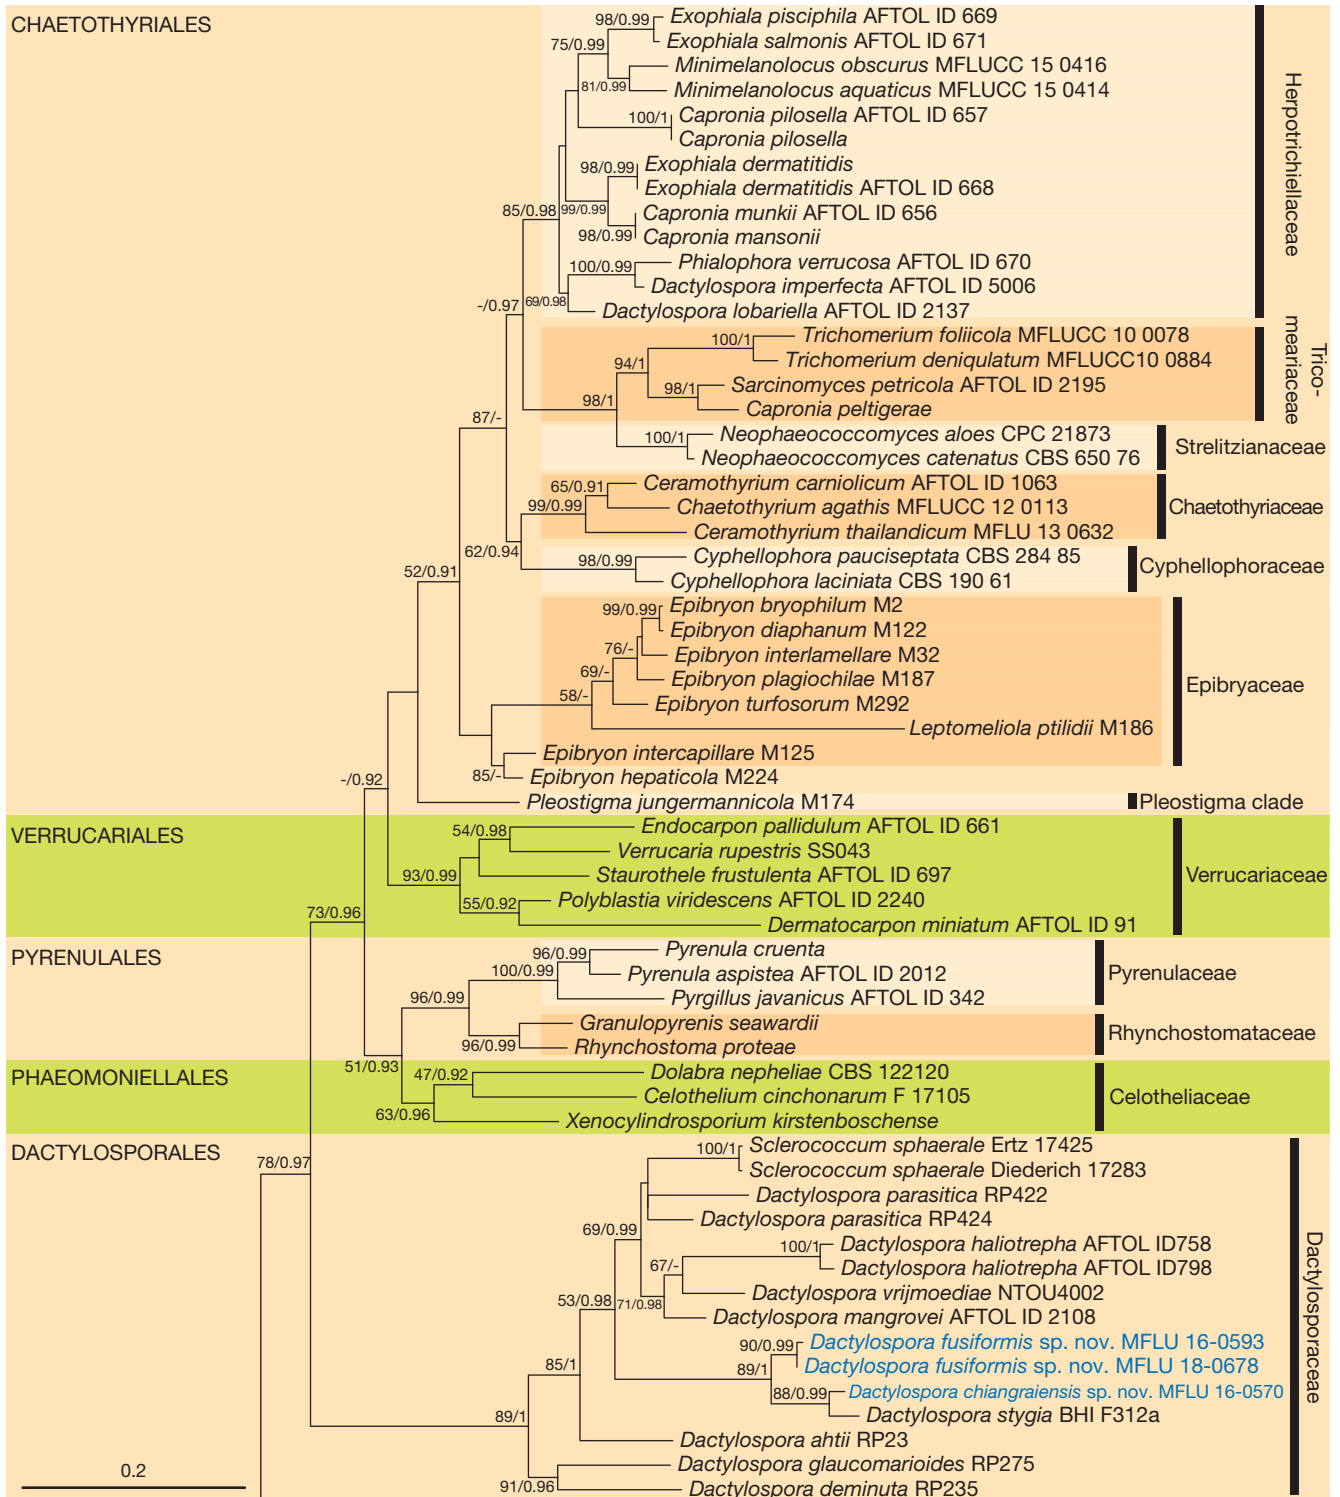 CHAETOTHYRIALES
98/0.99
Exophiala pisciphila AFTOL ID 669
75/0.99
Exophiala salmonis AFTOL ID 671
Minimelanolocus obscurus MFLUCC 15 0416
81/0.99
Minimelanolocus aquaticus MFLUCC 15 0414
100/1
Capronia pilosella AFTOL ID 657
Capronia pilosella
98/0.99
Exophiala dermatitidis
Exophiala dermatitidis AFTOL ID 668
85/0.98
99/0.99
Capronia munkii AFTOL ID 656
98/0.99
Capronia mansonii
100/0.99
Phialophora verrucosa AFTOL ID 670
Dactylospora imperfecta AFTOL ID 5006
-/0.97
69/0.98
Dactylospora lobariella AFTOL ID 2137
Herpotrichiellaceae
100/1
Trichomerium foliicola MFLUCC 10 0078
94/1
Trichomerium deniqulatum MFLUCC10 0884
98/1
Sarcinomyces petricola AFTOL ID 2195
98/1
Capronia peltigerae
Trico-
meariaceae
87/-
100/1
Neophaeococcomyces aloes CPC 21873
Neophaeococcomyces catenatus CBS 650 76
Strelitzianaceae
65/0.91
Ceramothyrium carniolicum AFTOL ID 1063
99/0.99
Chaetothyrium agathis MFLUCC 12 0113
Ceramothyrium thailandicum MFLU 13 0632
Chaetothyriaceae
62/0.94
98/0.99
Cyphellophora pauciseptata CBS 284 85
Cyphellophora laciniata CBS 190 61
Cyphellophoraceae
52/0.91
99/0.99
Epibryon bryophilum M2
Epibryon diaphanum M122
76/-
Epibryon interlamellare M32
69/-
Epibryon plagiochilae M187
58/-
Epibryon turfosorum M292
Leptomeliola ptilidii M186
Epibryon intercapillare M125
85/-
Epibryon hepaticola M224
Epibryaceae
-/0.92
Pleostigma jungermannicola M174
Pleostigma clade
VERRUCARIALES
54/0.98
Endocarpon pallidulum AFTOL ID 661
Verrucaria rupestris SS043
93/0.99
Staurothele frustulenta AFTOL ID 697
55/0.92
Polyblastia viridescens AFTOL ID 2240
Dermatocarpon miniatum AFTOL ID 91
Verrucariaceae
73/0.96
PYRENULALES
96/0.99
Pyrenula cruenta
100/0.99
Pyrenula aspistea AFTOL ID 2012
Pyrgillus javanicus AFTOL ID 342
Pyrenulaceae
96/0.99
Granulopyrenis seawardii
96/0.99
Rhynchostoma proteae
Rhynchostomataceae
51/0.93
PHAEOMONIELLALES
47/0.92
Dolabra nepheliae CBS 122120
Celothelium cinchonarum F 17105
63/0.96
Xenocylindrosporium kirstenboschense
Celotheliaceae
DACTYLOSPORALES
78/0.97
100/1
Sclerococcum sphaerale Ertz 17425
Sclerococcum sphaerale Diederich 17283
Dactylospora parasitica RP422
Dactylospora parasitica RP424
69/0.99
100/1
Dactylospora haliotrepha AFTOL ID758
67/-
Dactylospora haliotrepha AFTOL ID798
Dactylospora vrijmoediae NTOU4002
53/0.98
71/0.98
Dactylospora mangrovei AFTOL ID 2108
90/0.99
Dactylospora fusiformis sp. nov. MFLU 16-0593
Dactylospora fusiformis sp. nov. MFLU 18-0678
85/1
89/1
88/0.99
Dactylospora chiangraiensis sp. nov. MFLU 16-0570
Dactylospora stygia BHI F312a
89/1
Dactylospora ahtii RP23
Dactylospora glaucomarioides RP275
91/0.96
Dactylospora deminuta RP235
Dactylosporaceae
0.2